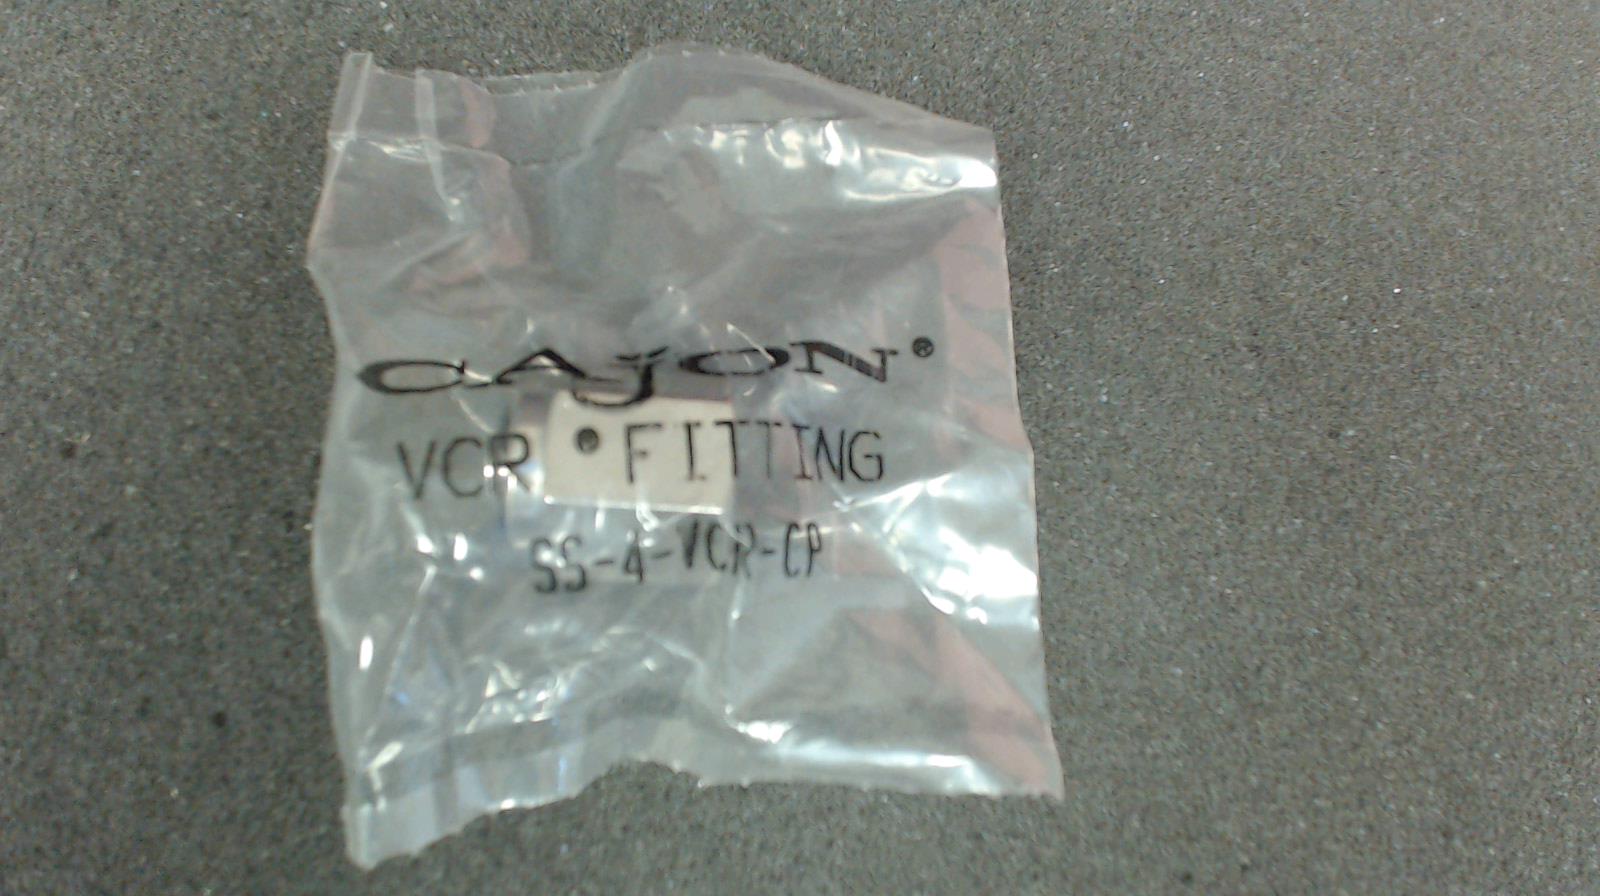 CAjON®
VCR® FITTING
SS-4-VCR-CP